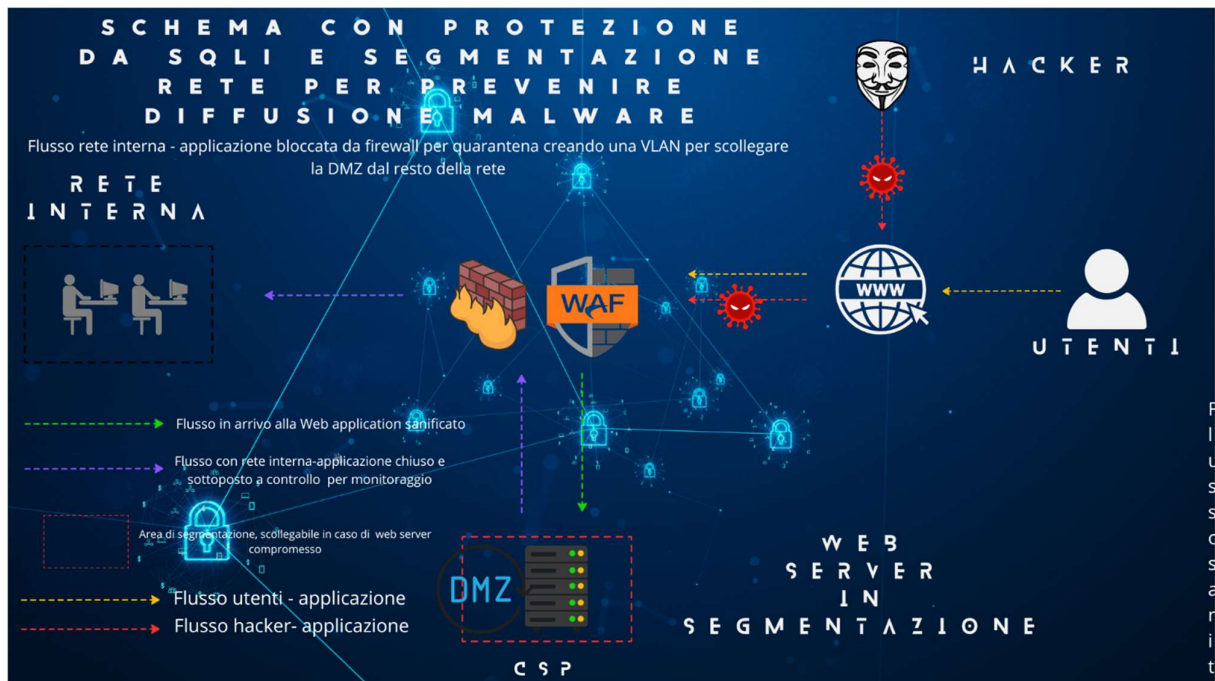 SCHEMA CON PROTEZIONE
DA SQLI E SEGMENTAZIONE
RETE PER PREVENIRE
DIFFUSIONE MALWARE
Flusso rete interna - applicazione bloccata da firewall per quarantena creando una VLAN per scollegare
la DMZ dal resto della rete
HACKER
RETE
INTERNA
WAF
WWW
UTENTI
Flusso in arrivo alla Web application sanificato
Flusso con rete interna-applicazione chiuso e
sottoposto a controllo per monitoraggio
Area di segmentazione, scollegabile in caso di web server
compromesso
Flusso utenti - applicazione
Flusso hacker- applicazione
DMZ
CSP
WEB
SERVER
IN
SEGMENTAZIONE
F
l
u
s
s
o
s
a
n
i